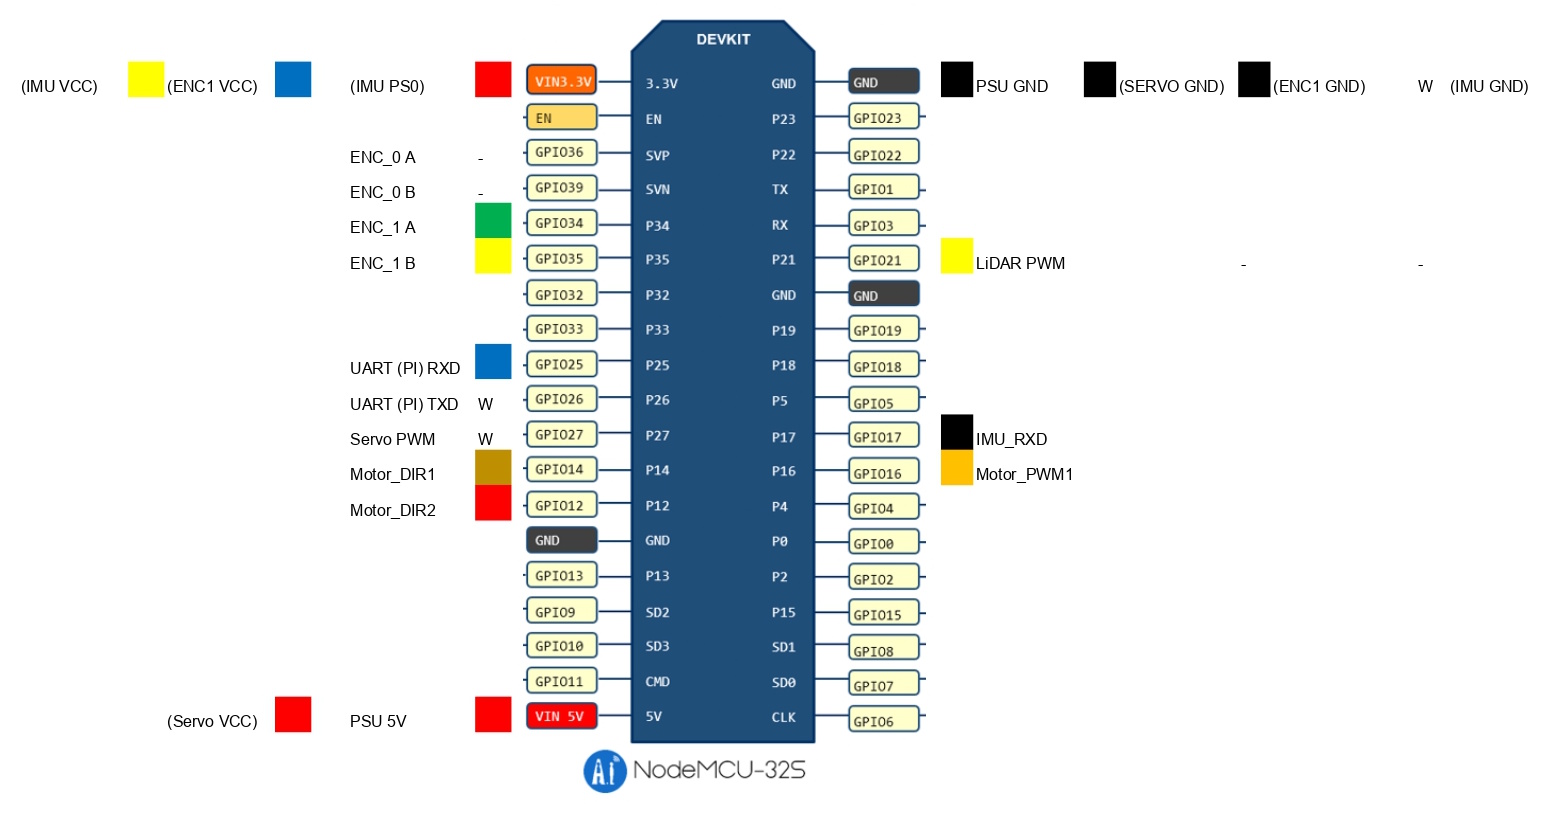 DEVKIT
(IMU VCC) (ENC1 VCC) (IMU PS0) VIN3.3V 3.3V GND GND PSU GND (SERVO GND) (ENC1 GND) W (IMU GND)
EN EN P23 GPIO23
ENC_0 A - GPIO36 SVP P22 GPIO22
ENC_0 B - GPIO39 SVN TX GPIO1
ENC_1 A GPIO34 P34 RX GPIO3
ENC_1 B GPIO35 P35 P21 GPIO21 LiDAR PWM - -
GPIO32 P32 GND GND
GPIO33 P33 P19 GPIO19
UART (PI) RXD GPIO25 P25 P18 GPIO18
UART (PI) TXD W GPIO26 P26 P5 GPIO5
Servo PWM W GPIO27 P27 P17 GPIO17 IMU_RXD
Motor_DIR1 GPIO14 P14 P16 GPIO16 Motor_PWM1
Motor_DIR2 GPIO12 P12 P4 GPIO4
GND GND P0 GPIO0
GPIO13 P13 P2 GPIO2
GPIO9 SD2 P15 GPIO15
GPIO10 SD3 SD1 GPIO8
GPIO11 CMD SD0 GPIO7
(Servo VCC) PSU 5V VIN 5V 5V CLK GPIO6
Ai NodeMCU-32S